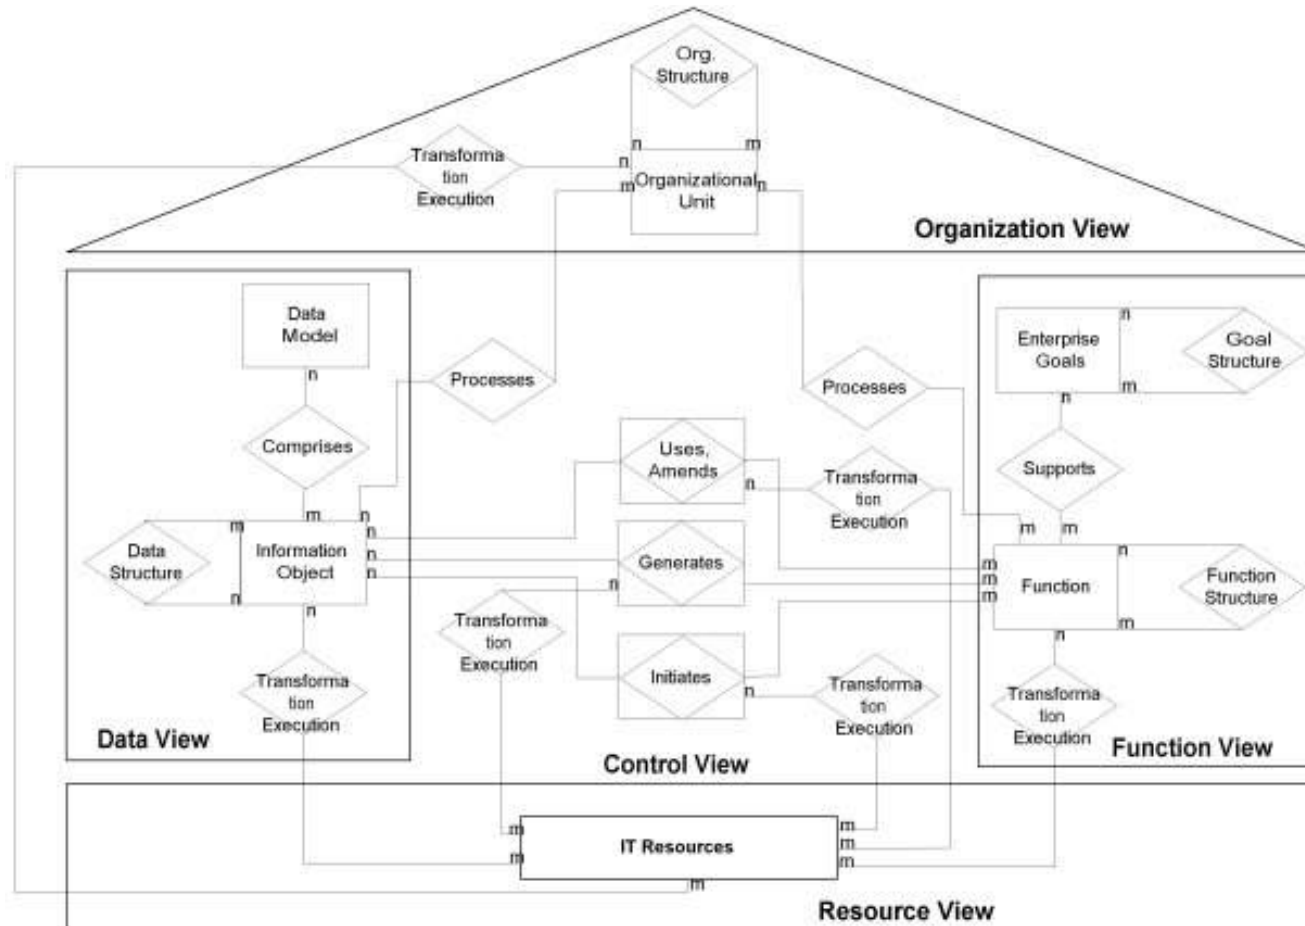 Org.
Structure
n
m
Transforma
tion
Execution
n
m
Organizational
Unit
n
Organization View
Data
Model
n
Comprises
m
n
Processes
Processes
Enterprise
Goals
n
m
n
Goal
Structure
Supports
m
m
Uses,
Amends
n
Transforma
tion
Execution
Data
Structure
m
n
Information
Object
n
n
n
n
Generates
n
m
m
m
Function
n
m
n
Function
Structure
Transforma
tion
Execution
Initiates
n
Transforma
tion
Execution
Transforma
tion
Execution
Transforma
tion
Execution
Data View
Control View
Function View
m
m
IT Resources
m
m
m
m
Resource View